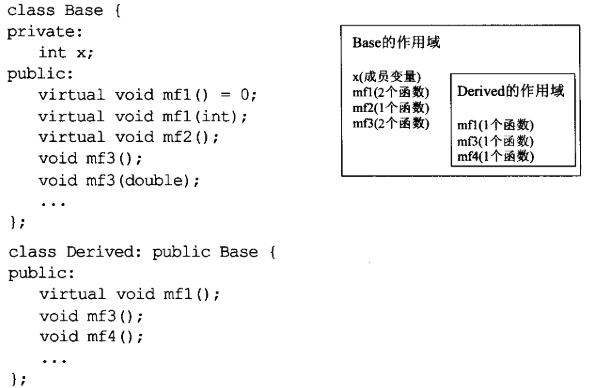 class Base {
private:
int x;
public:
virtual void mf1() = 0;
virtual void mf1(int);
virtual void mf2();
void mf3();
void mf3(double);
...
};
class Derived: public Base {
public:
virtual void mf1();
void mf3();
void mf4();
...
};
Base的作用域
x(成员变量)
mf1(2个函数)
mf2(1个函数)
mf3(2个函数)
Derived的作用域
mf1(1个函数)
mf3(1个函数)
mf4(1个函数)